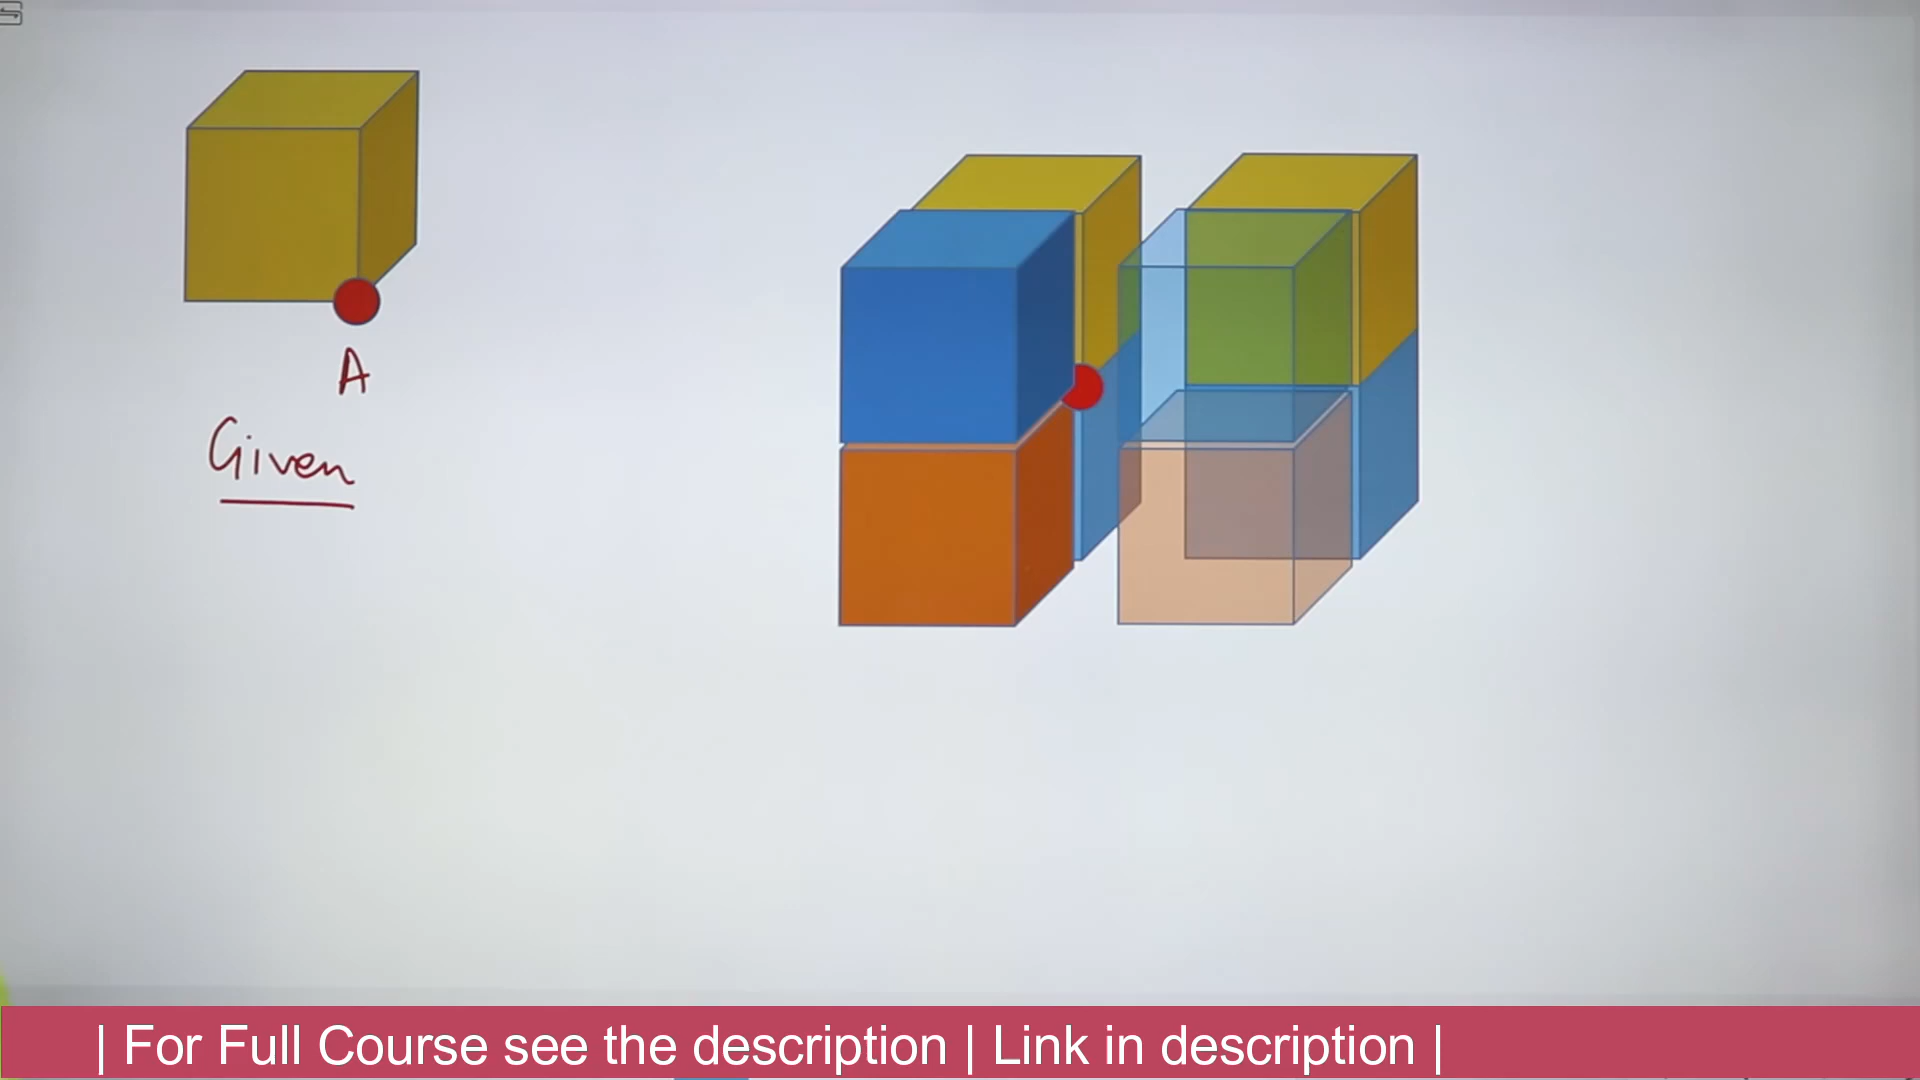 A
Given
| For Full Course see the description | Link in description |